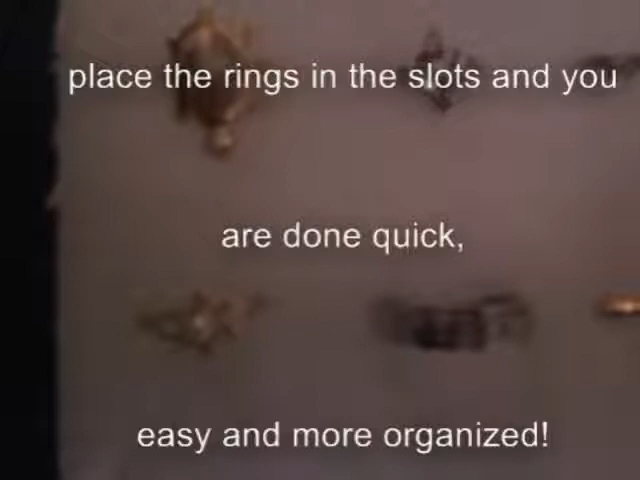 place the rings in the slots and you
are done quick,
easy and more organized!